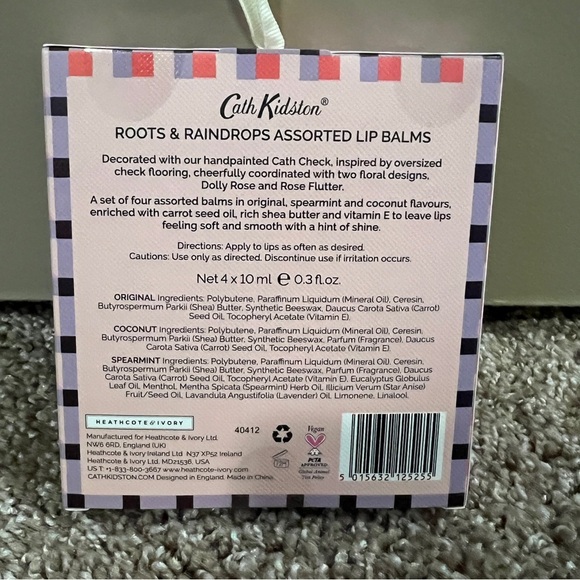 Cath Kidston®
ROOTS & RAINDROPS ASSORTED LIP BALMS
Decorated with our handpainted Cath Check, inspired by oversized
check flooring, cheerfully coordinated with two floral designs,
Dolly Rose and Rose Flutter.
A set of four assorted balms in original, spearmint and coconut flavours,
enriched with carrot seed oil, rich shea butter and vitamin E to leave lips
feeling soft and smooth with a hint of shine.
Directions: Apply to lips as often as desired.
Cautions: Use only as directed. Discontinue use if irritation occurs.
Net 4 x 10 ml ℮ 0.3 fl.oz.
ORIGINAL Ingredients: Polybutene, Paraffinum Liquidum (Mineral Oil), Ceresin,
Butyrospermum Parkii (Shea) Butter, Synthetic Beeswax, Daucus Carota Sativa (Carrot)
Seed Oil, Tocopheryl Acetate (Vitamin E).
COCONUT Ingredients: Polybutene, Paraffinum Liquidum (Mineral Oil), Ceresin,
Butyrospermum Parkii (Shea) Butter, Synthetic Beeswax, Parfum (Fragrance), Daucus
Carota Sativa (Carrot) Seed Oil, Tocopheryl Acetate (Vitamin E).
SPEARMINT Ingredients: Polybutene, Paraffinum Liquidum (Mineral Oil), Ceresin,
Butyrospermum Parkii (Shea) Butter, Synthetic Beeswax, Parfum (Fragrance), Daucus
Carota Sativa (Carrot) Seed Oil, Tocopheryl Acetate (Vitamin E), Eucalyptus Globulus
Leaf Oil, Menthol, Mentha Spicata (Spearmint) Herb Oil, Illicium Verum (Star Anise)
Fruit/Seed Oil, Lavandula Angustifolia (Lavender) Oil, Limonene, Linalool.
HEATHCOTE & IVORY
Manufactured for Heathcote & Ivory Ltd.
NW6 6RD, England (UK)
Heathcote & Ivory Ireland Ltd N37 XP52 Ireland
Heathcote & Ivory Ltd. MD21536, USA
US T: +1-833-800-3667 www.heathcote-ivory.com
CATHKIDSTON.COM Designed in England. Made in China.
40412
Vegan
PETA
APPROVED
Global Animal
Test Policy
5 015632 125255